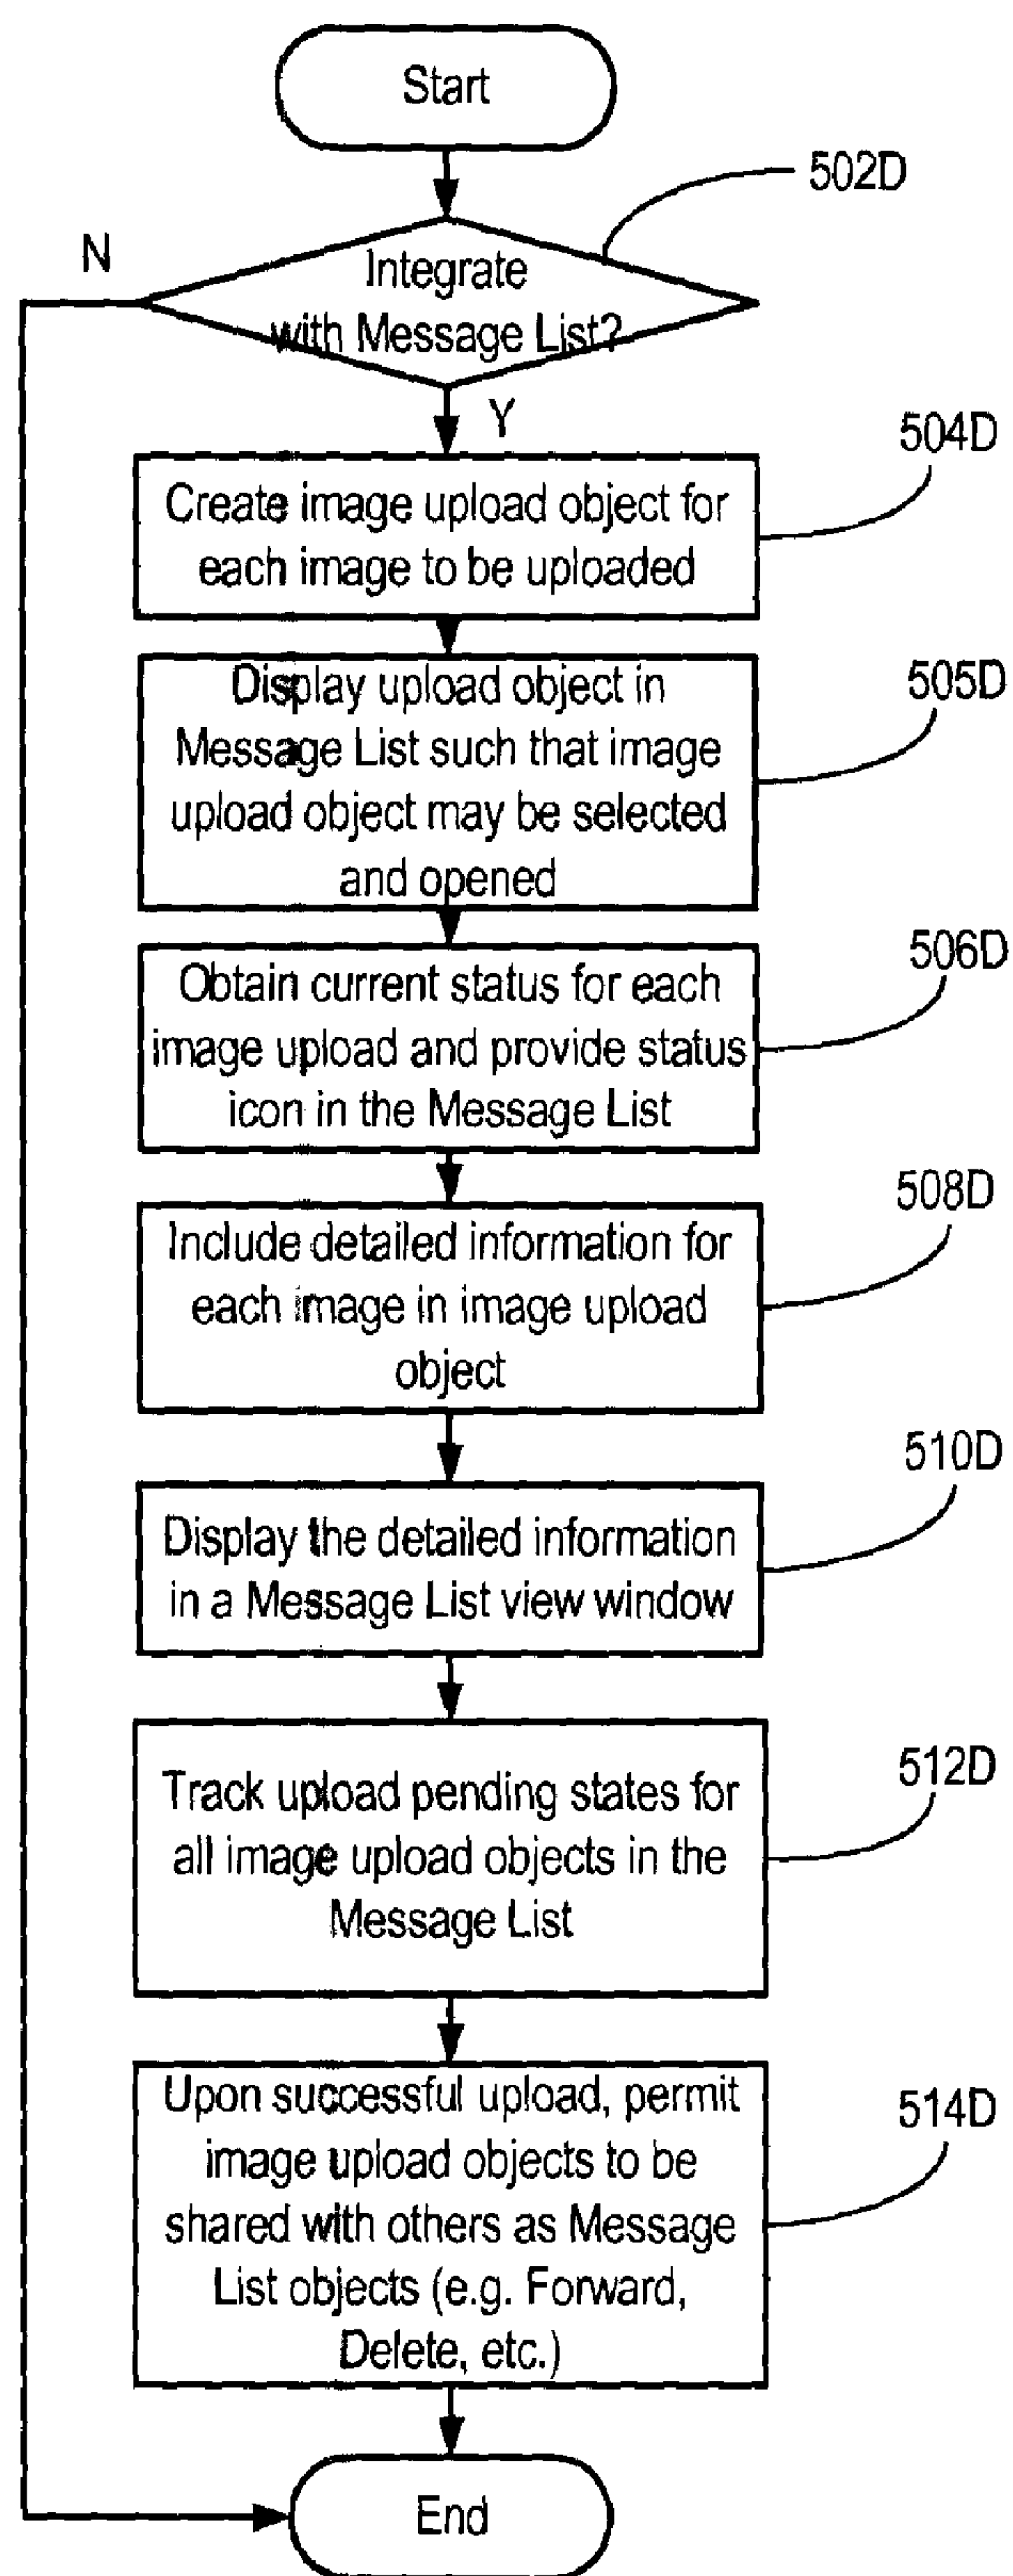 Start
502D
N
Integrate
with Message List?
Y
504D
Create image upload object for
each image to be uploaded
505D
Display upload object in
Message List such that image
upload object may be selected
and opened
506D
Obtain current status for each
image upload and provide status
icon in the Message List
508D
Include detailed information for
each image in image upload
object
510D
Display the detailed information
in a Message List view window
512D
Track upload pending states for
all image upload objects in the
Message List
514D
Upon successful upload, permit
image upload objects to be
shared with others as Message
List objects (e.g. Forward,
Delete, etc.)
End